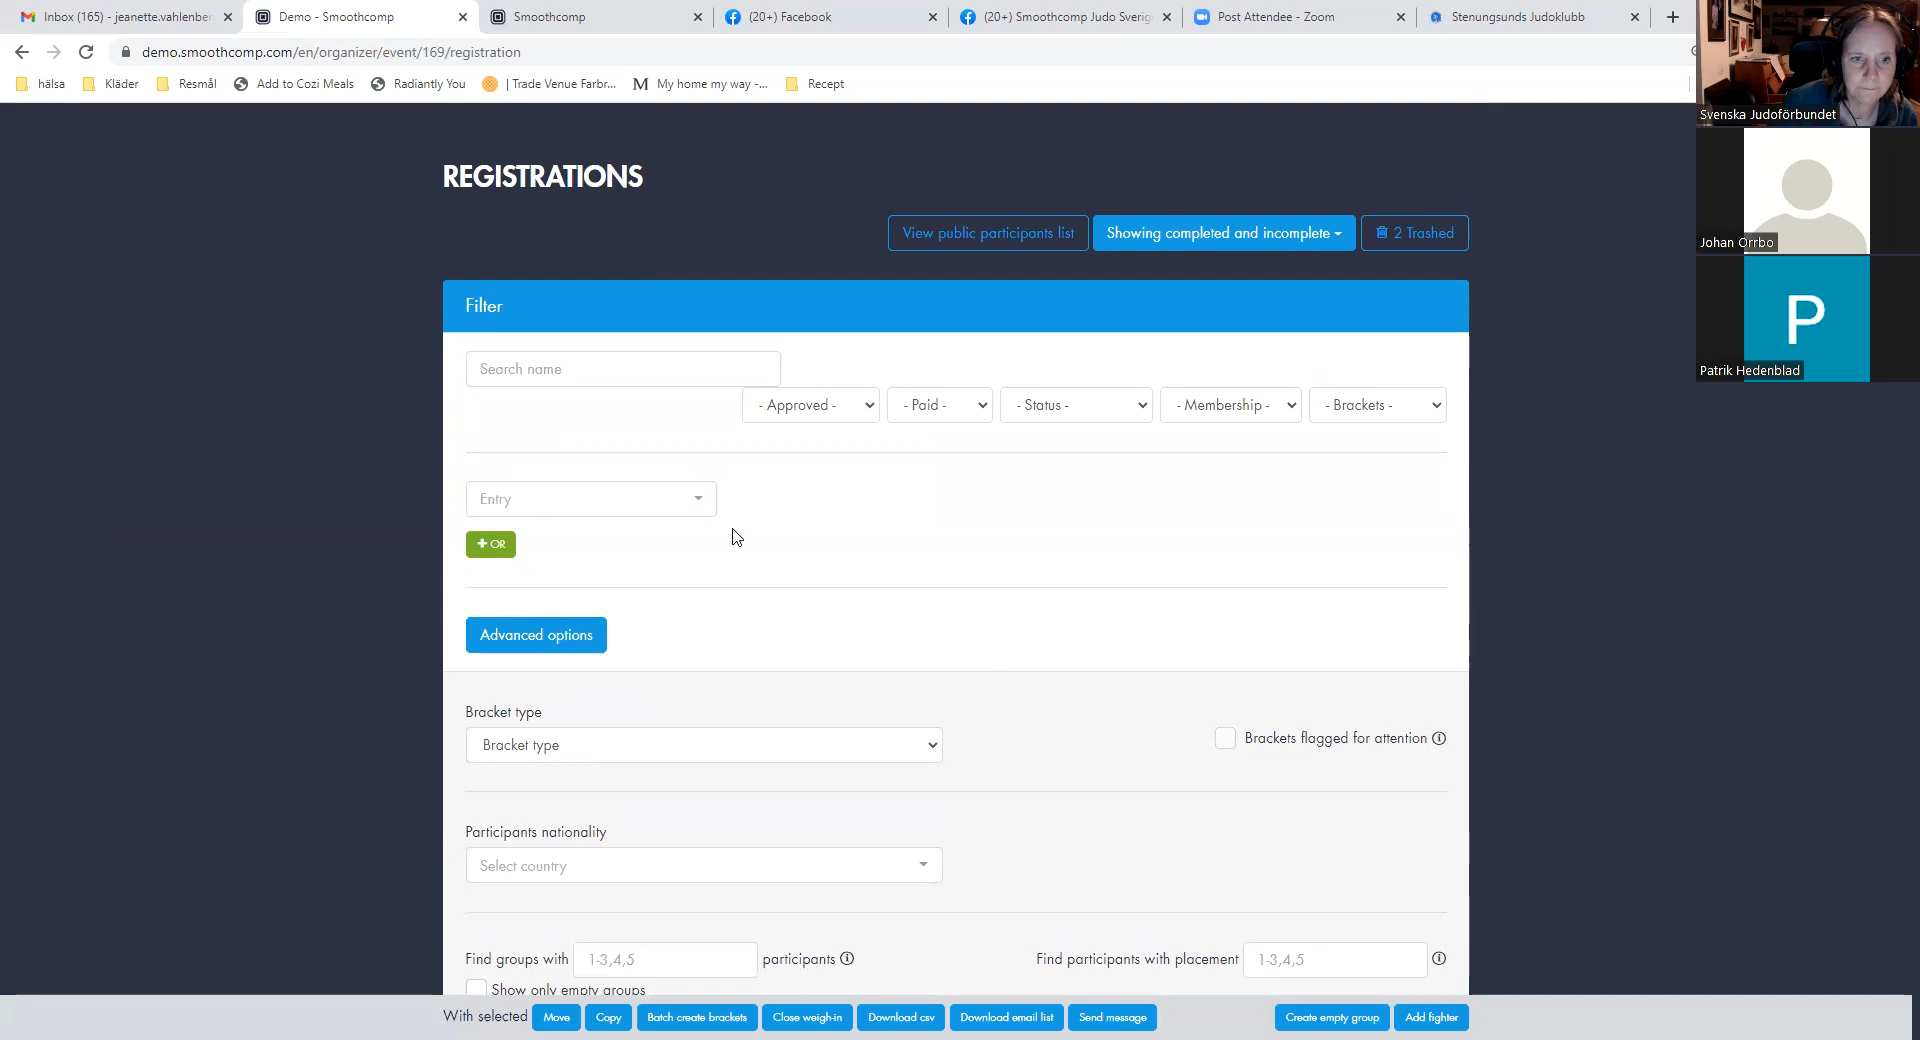 Inbox (165) - jeanette.vahlenber
Demo - Smoothcomp
Smoothcomp
(20+) Facebook
(20+) Smoothcomp Judo Sverig
Post Attendee - Zoom
Stenungsunds Judoklubb
demo.smoothcomp.com/en/organizer/event/169/registration
hälsa
Kläder
Resmål
Add to Cozi Meals
Radiantly You
| Trade Venue Farbr...
My home my way -...
Recept
Svenska Judoförbundet
Johan Orrbo
P
Patrik Hedenblad
REGISTRATIONS
View public participants list
Showing completed and incomplete
2 Trashed
Filter
Search name
- Approved -
- Paid -
- Status -
- Membership -
- Brackets -
Entry
+ OR
Advanced options
Bracket type
Bracket type
Brackets flagged for attention
Participants nationality
Select country
Find groups with 1-3,4,5 participants
Find participants with placement 1-3,4,5
Show only empty groups
With selected
Move
Copy
Batch create brackets
Close weigh-in
Download csv
Download email list
Send message
Create empty group
Add fighter